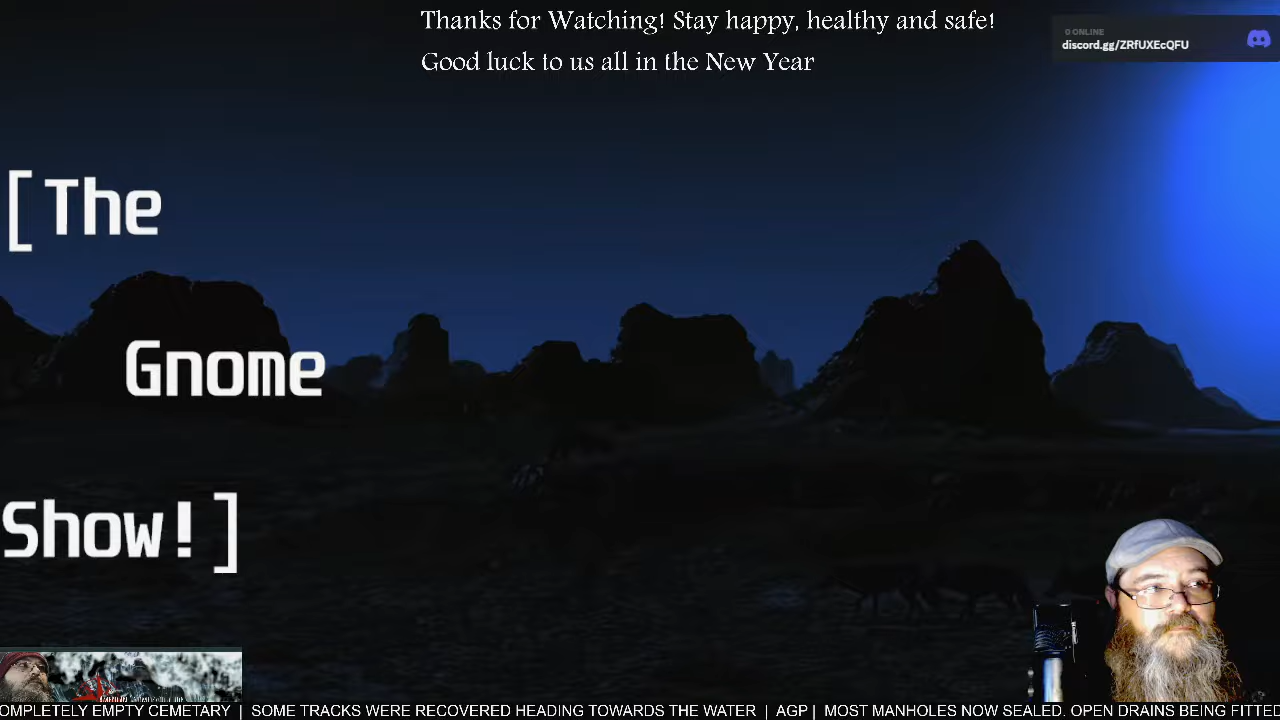 Thanks for Watching! Stay happy, healthy and safe!
Good luck to us all in the New Year
0 ONLINE
discord.gg/ZRfUXEcQFU
[The
Gnome
Show!]
OMPLETELY EMPTY CEMETARY | SOME TRACKS WERE RECOVERED HEADING TOWARDS THE WATER | AGP | MOST MANHOLES NOW SEALED. OPEN DRAINS BEING FITTED